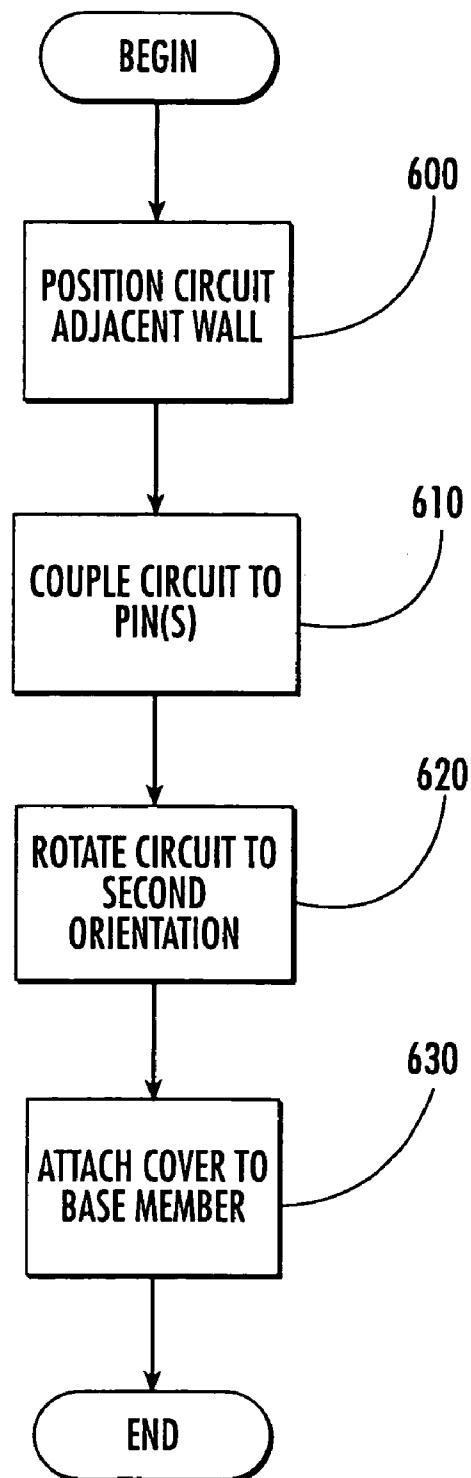 BEGIN
600
POSITION CIRCUIT
ADJACENT WALL
610
COUPLE CIRCUIT TO
PIN(S)
620
ROTATE CIRCUIT TO
SECOND
ORIENTATION
630
ATTACH COVER TO
BASE MEMBER
END